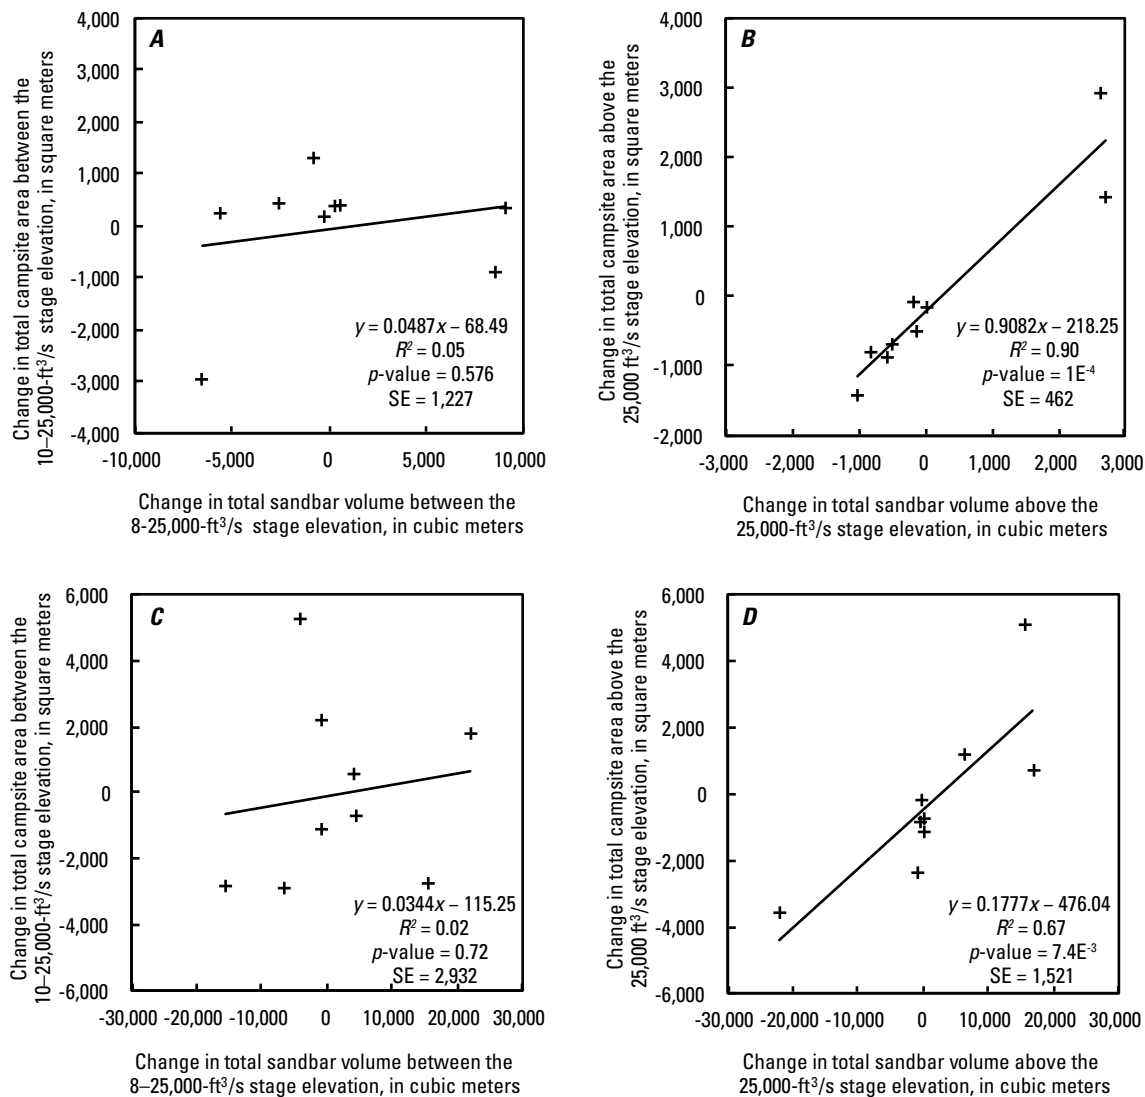 A
Change in total campsite area between the
10–25,000-ft³/s stage elevation, in square meters
4,000
3,000
2,000
1,000
0
-1,000
-2,000
-3,000
-4,000
y = 0.0487x – 68.49
R² = 0.05
p-value = 0.576
SE = 1,227
-10,000 -5,000 0 5,000 10,000
Change in total sandbar volume between the
8-25,000-ft³/s stage elevation, in cubic meters
B
Change in total campsite area above the
25,000 ft³/s stage elevation, in square meters
4,000
3,000
2,000
1,000
0
-1,000
-2,000
y = 0.9082x – 218.25
R² = 0.90
p-value = 1E⁻⁴
SE = 462
-3,000 -2,000 -1,000 0 1,000 2,000 3,000
Change in total sandbar volume above the
25,000-ft³/s stage elevation, in cubic meters
C
Change in total campsite area between the
10–25,000-ft³/s stage elevation, in square meters
6,000
4,000
2,000
0
-2,000
-4,000
-6,000
y = 0.0344x – 115.25
R² = 0.02
p-value = 0.72
SE = 2,932
-30,000 -20,000 -10,000 0 10,000 20,000 30,000
Change in total sandbar volume between the
8–25,000-ft³/s stage elevation, in cubic meters
D
Change in total campsite area above the
25,000 ft³/s stage elevation, in square meters
6,000
4,000
2,000
0
-2,000
-4,000
-6,000
y = 0.1777x – 476.04
R² = 0.67
p-value = 7.4E⁻³
SE = 1,521
-30,000 -20,000 -10,000 0 10,000 20,000 30,000
Change in total sandbar volume above the
25,000-ft³/s stage elevation, in cubic meters